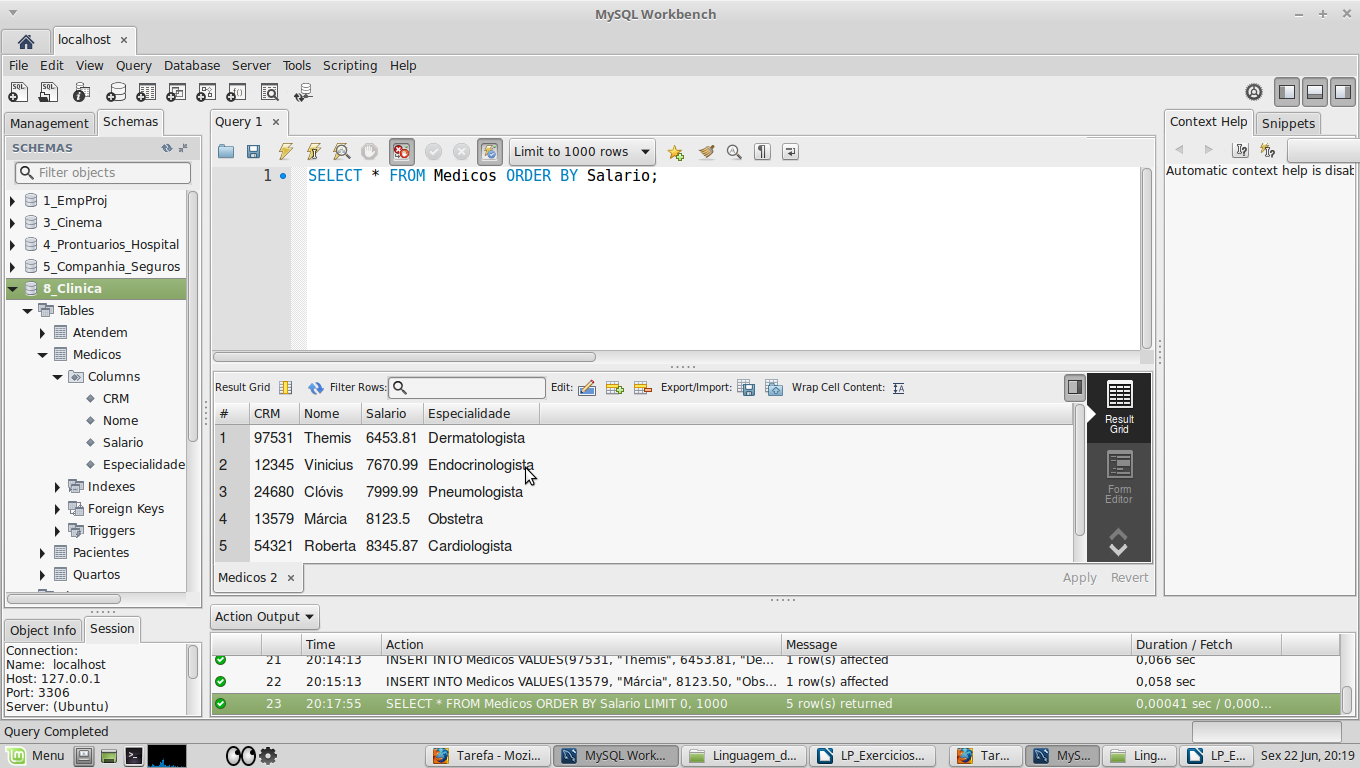 MySQL Workbench
localhost
File Edit View Query Database Server Tools Scripting Help
Management Schemas
Query 1
Context Help Snippets
SCHEMAS
Filter objects
1_EmpProj
3_Cinema
4_Prontuarios_Hospital
5_Companhia_Seguros
8_Clinica
Tables
Atendem
Medicos
Columns
CRM
Nome
Salario
Especialidade
Indexes
Foreign Keys
Triggers
Pacientes
Quartos
Limit to 1000 rows
1 SELECT * FROM Medicos ORDER BY Salario;
Automatic context help is disab
Result Grid Filter Rows: Edit: Export/Import: Wrap Cell Content:
# CRM Nome Salario Especialidade
1 97531 Themis 6453.81 Dermatologista
2 12345 Vinicius 7670.99 Endocrinologista
3 24680 Clóvis 7999.99 Pneumologista
4 13579 Márcia 8123.5 Obstetra
5 54321 Roberta 8345.87 Cardiologista
Result
Grid
Form
Editor
Medicos 2 Apply Revert
Object Info Session
Connection:
Name: localhost
Host: 127.0.0.1
Port: 3306
Server: (Ubuntu)
Action Output
Time Action Message Duration / Fetch
21 20:14:13 INSERT INTO Medicos VALUES(97531, "Themis", 6453.81, "De... 1 row(s) affected 0,066 sec
22 20:15:13 INSERT INTO Medicos VALUES(13579, "Márcia", 8123.50, "Obs... 1 row(s) affected 0,058 sec
23 20:17:55 SELECT * FROM Medicos ORDER BY Salario LIMIT 0, 1000 5 row(s) returned 0,00041 sec / 0,000...
Query Completed
Menu Tarefa - Mozi... MySQL Work... Linguagem_d... LP_Exercicios... Tar... MyS... Ling... LP_E... Sex 22 Jun, 20:19